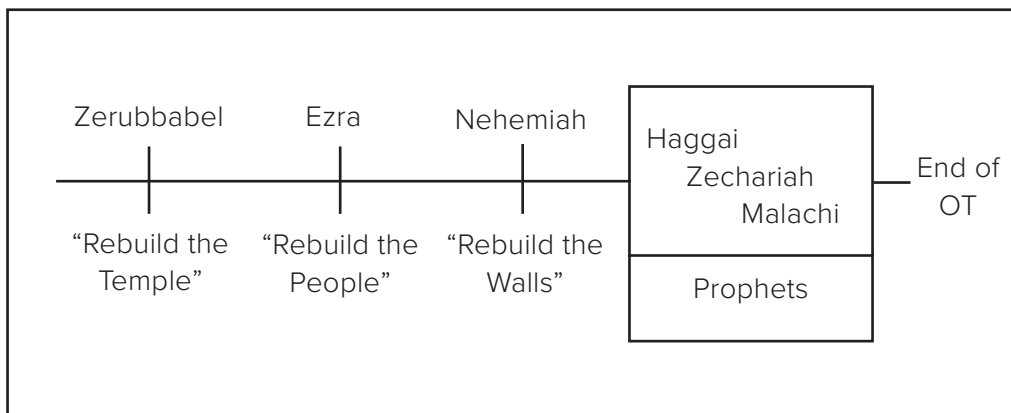 Zerubbabel
Ezra
Nehemiah
“Rebuild the
Temple”
“Rebuild the
People”
“Rebuild the
Walls”
Haggai
Zechariah
Malachi
Prophets
End of
OT